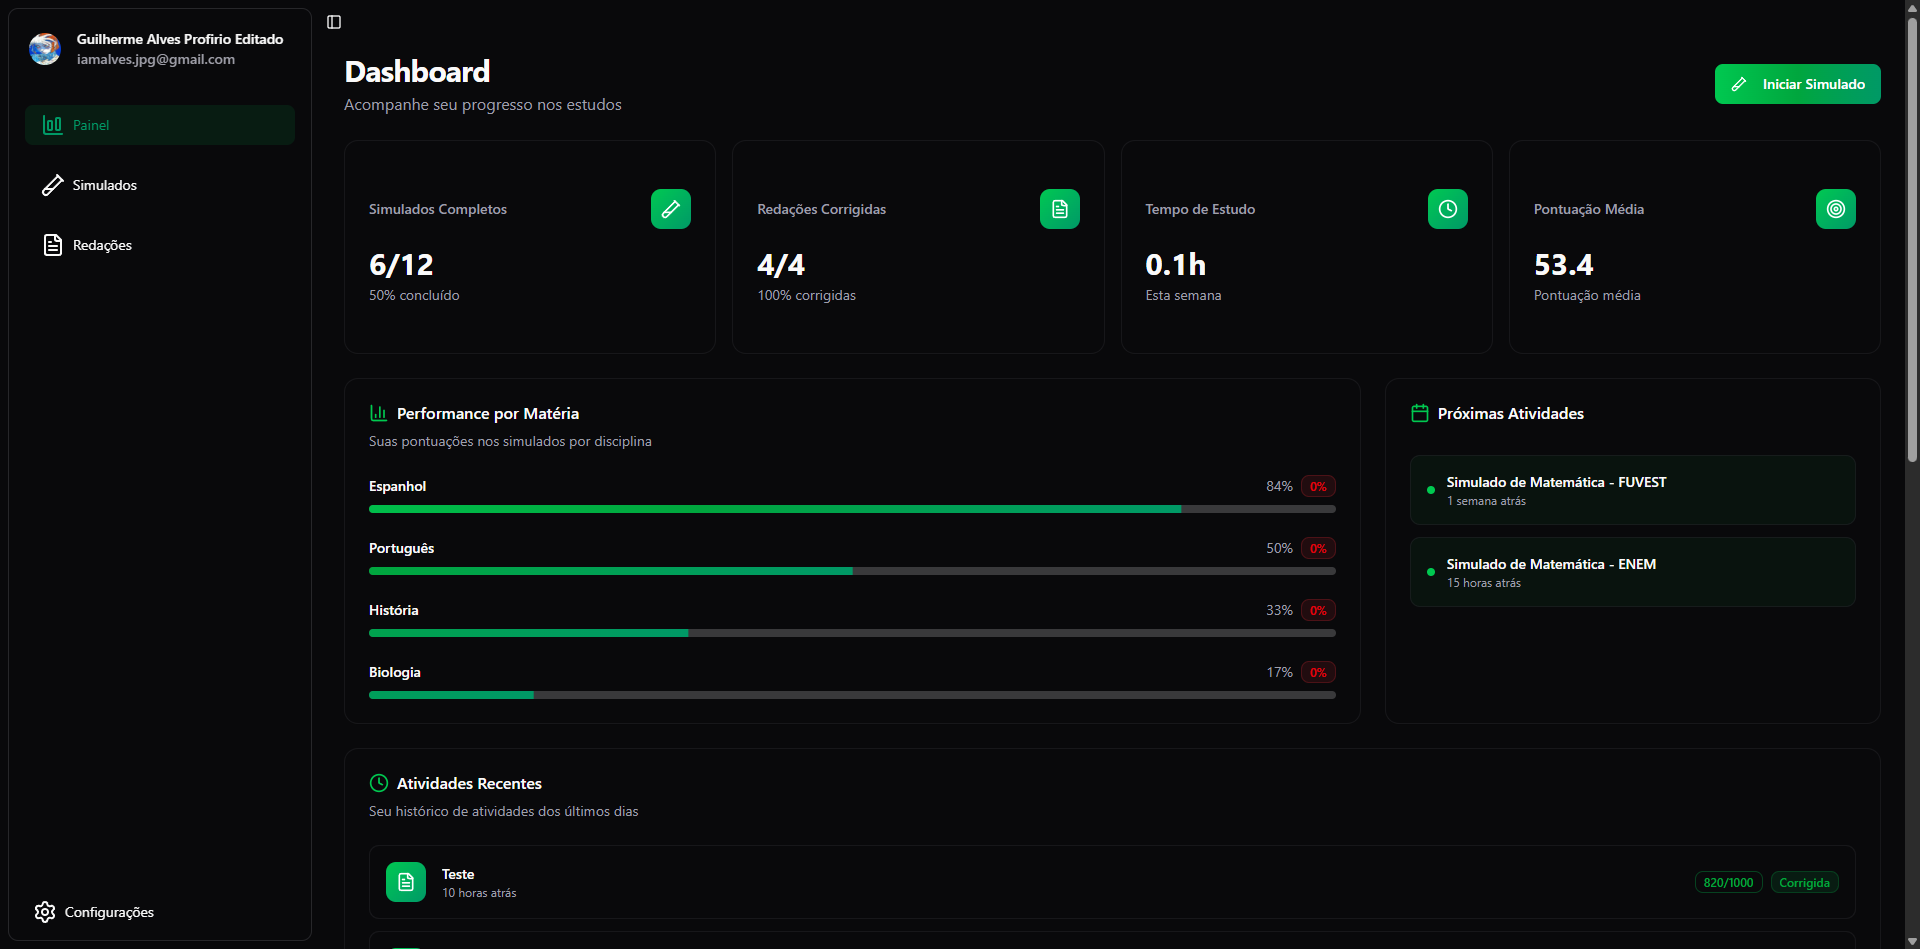 Guilherme Alves Profirio Editado
iamalves.jpg@gmail.com
Painel
Simulados
Redações
Configurações
Dashboard
Acompanhe seu progresso nos estudos
Iniciar Simulado
Simulados Completos
6/12
50% concluído
Redações Corrigidas
4/4
100% corrigidas
Tempo de Estudo
0.1h
Esta semana
Pontuação Média
53.4
Pontuação média
Performance por Matéria
Suas pontuações nos simulados por disciplina
Espanhol 84% 0%
Português 50% 0%
História 33% 0%
Biologia 17% 0%
Próximas Atividades
Simulado de Matemática - FUVEST
1 semana atrás
Simulado de Matemática - ENEM
15 horas atrás
Atividades Recentes
Seu histórico de atividades dos últimos dias
Teste
10 horas atrás
820/1000 Corrigida